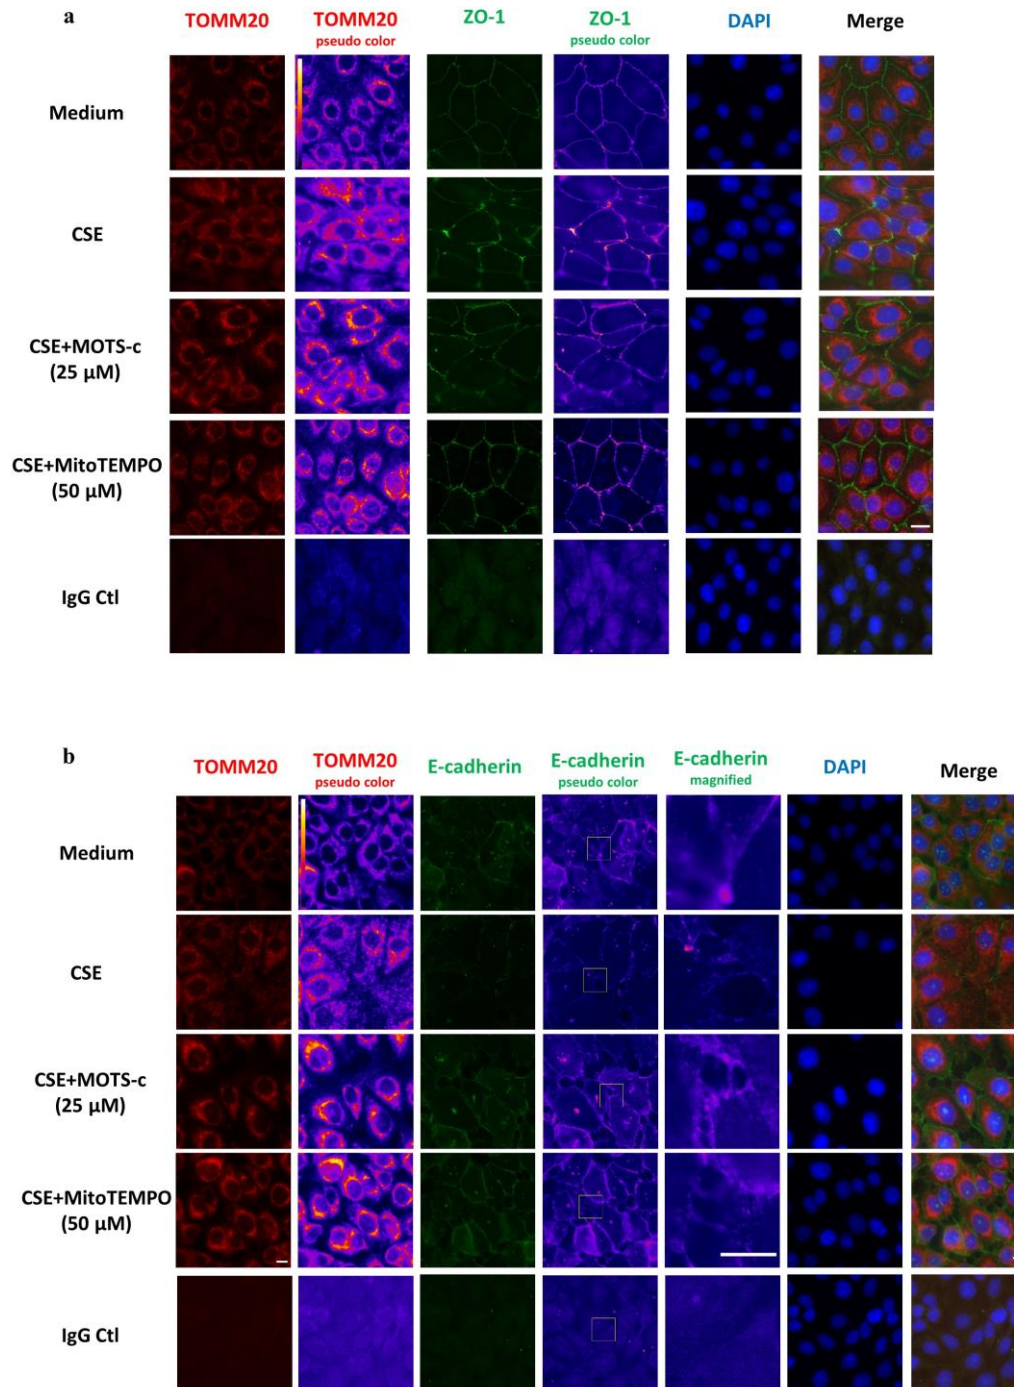 a
TOMM20 TOMM20 ZO-1 ZO-1 DAPI Merge
pseudo color pseudo color
Medium
CSE
CSE+MOTS-c
(25 µM)
CSE+MitoTEMPO
(50 µM)
IgG Ctl
b
TOMM20 TOMM20 E-cadherin E-cadherin E-cadherin DAPI Merge
pseudo color pseudo color magnified
Medium
CSE
CSE+MOTS-c
(25 µM)
CSE+MitoTEMPO
(50 µM)
IgG Ctl